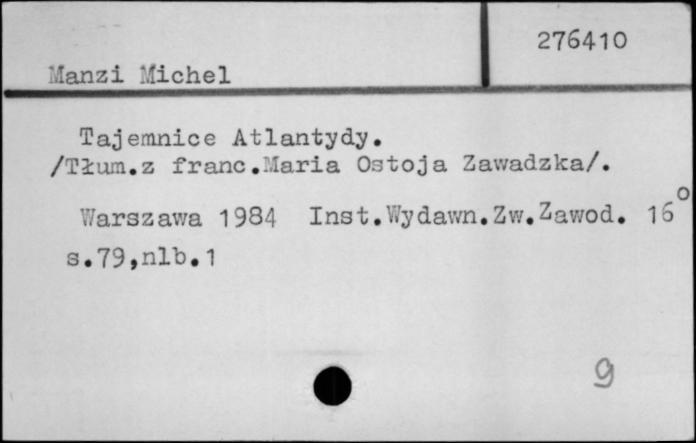 276410
Manzi Michel
Tajemnice Atlantydy.
/Tłum.z franc.Maria Ostoja Zawadzka/.
Warszawa 1984 Inst.Wydawn.Zw.Zawod. 16°
s.79,nlb.1
9